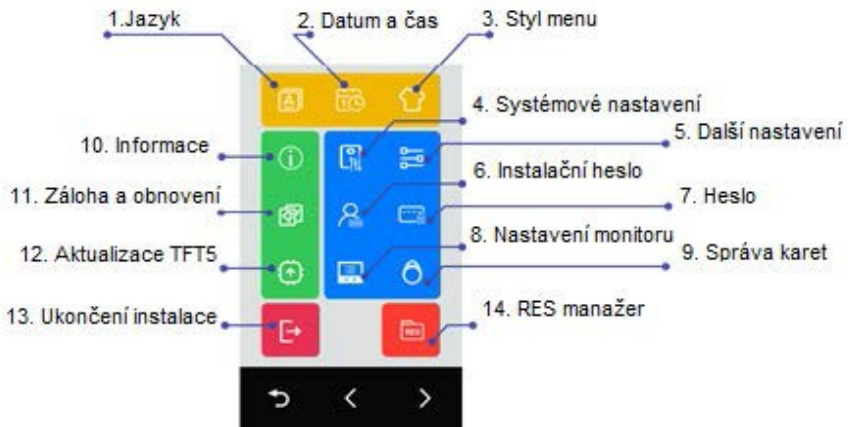 1.Jazyk
2. Datum a čas
3. Styl menu
4. Systémové nastavení
5. Další nastavení
6. Instalační heslo
7. Heslo
8. Nastavení monitoru
9. Správa karet
10. Informace
11. Záloha a obnovení
12. Aktualizace TFT5
13. Ukončení instalace
14. RES manažer
A
RES